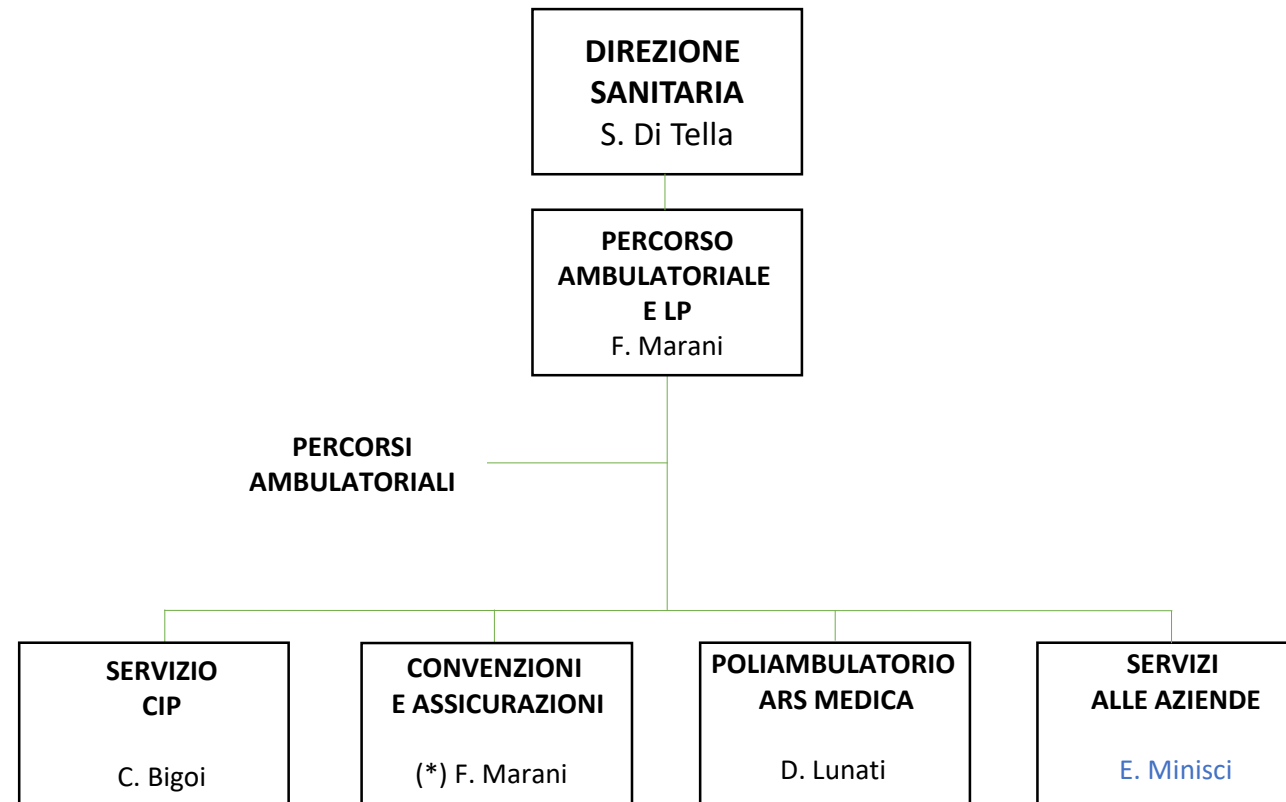 DIREZIONE
SANITARIA
S. Di Tella
PERCORSO
AMBULATORIALE
E LP
F. Marani
PERCORSI
AMBULATORIALI
SERVIZIO
CIP
C. Bigoi
CONVENZIONI
E ASSICURAZIONI
(*) F. Marani
POLIAMBULATORIO
ARS MEDICA
D. Lunati
SERVIZI
ALLE AZIENDE
E. Minisci